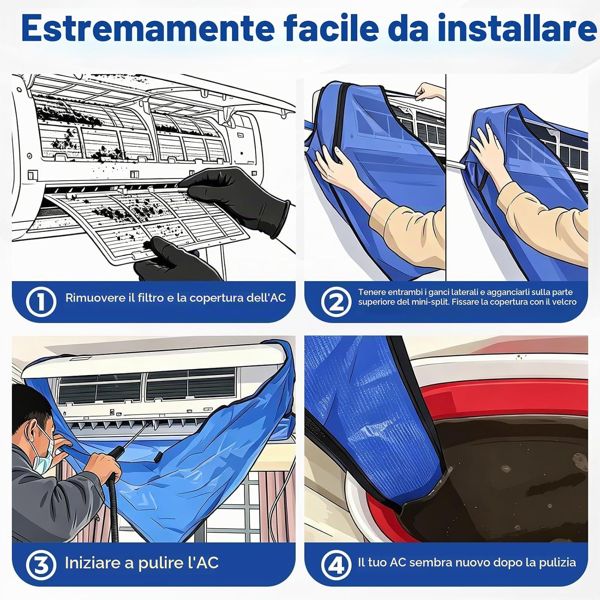 Estremamente facile da installare
1 Rimuovere il filtro e la copertura dell'AC
2 Tenere entrambi i ganci laterali e agganciarli sulla parte
superiore del mini-split. Fissare la copertura con il velcro
3 Iniziare a pulire l'AC
4 Il tuo AC sembra nuovo dopo la pulizia